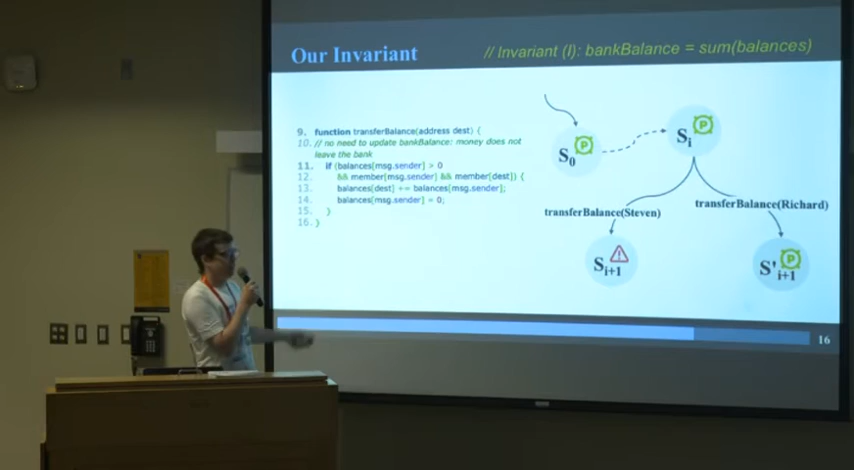 Our Invariant
// Invariant (I): bankBalance = sum(balances)
9. function transferBalance(address dest) {
10. // no need to update bankBalance: money does not
leave the bank
11. if (balances[msg.sender] > 0
12. && member[msg.sender] && member[dest]) {
13. balances[dest] += balances[msg.sender];
14. balances[msg.sender] = 0;
15. }
16. }
S0 P
Si P
transferBalance(Steven)
transferBalance(Richard)
Si+1 !
S'i+1 P
16